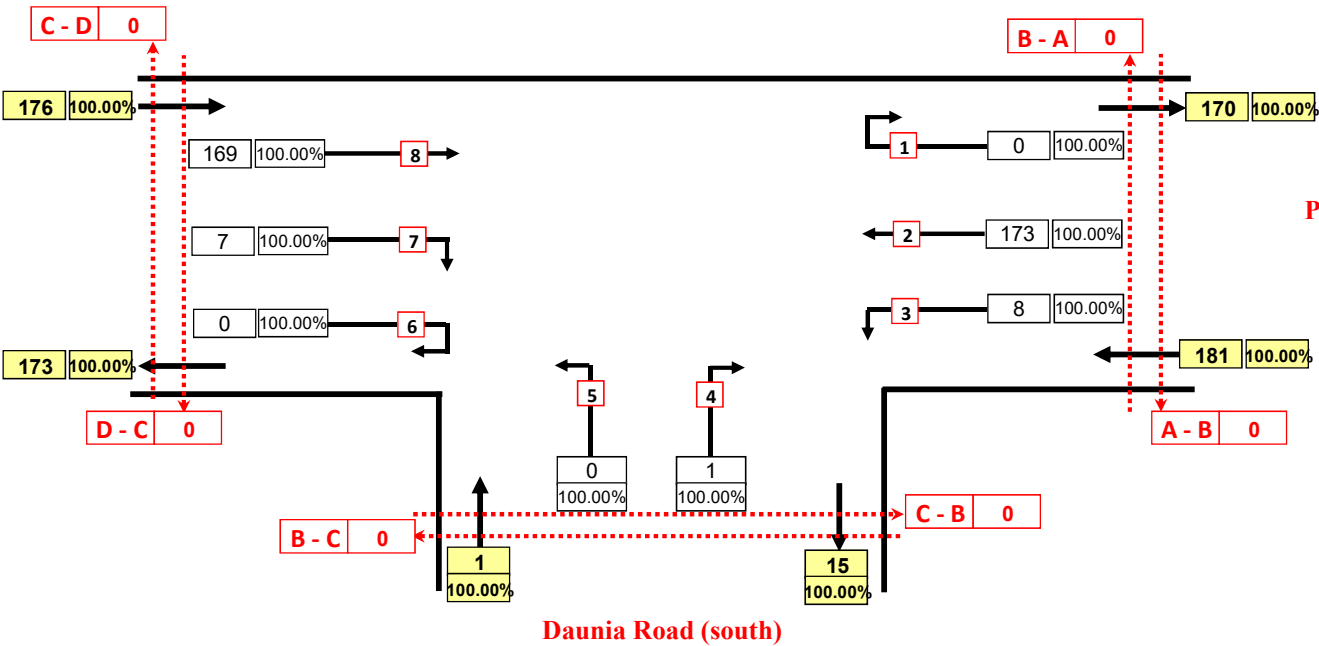 C - D 0
B - A 0
176 100.00%
170 100.00%
169 100.00% 8
1 0 100.00%
P
7 100.00% 7
2 173 100.00%
0 100.00% 6
3 8 100.00%
173 100.00%
181 100.00%
5
4
D - C 0
A - B 0
0
100.00%
1
100.00%
C - B 0
B - C 0
1
100.00%
15
100.00%
Daunia Road (south)